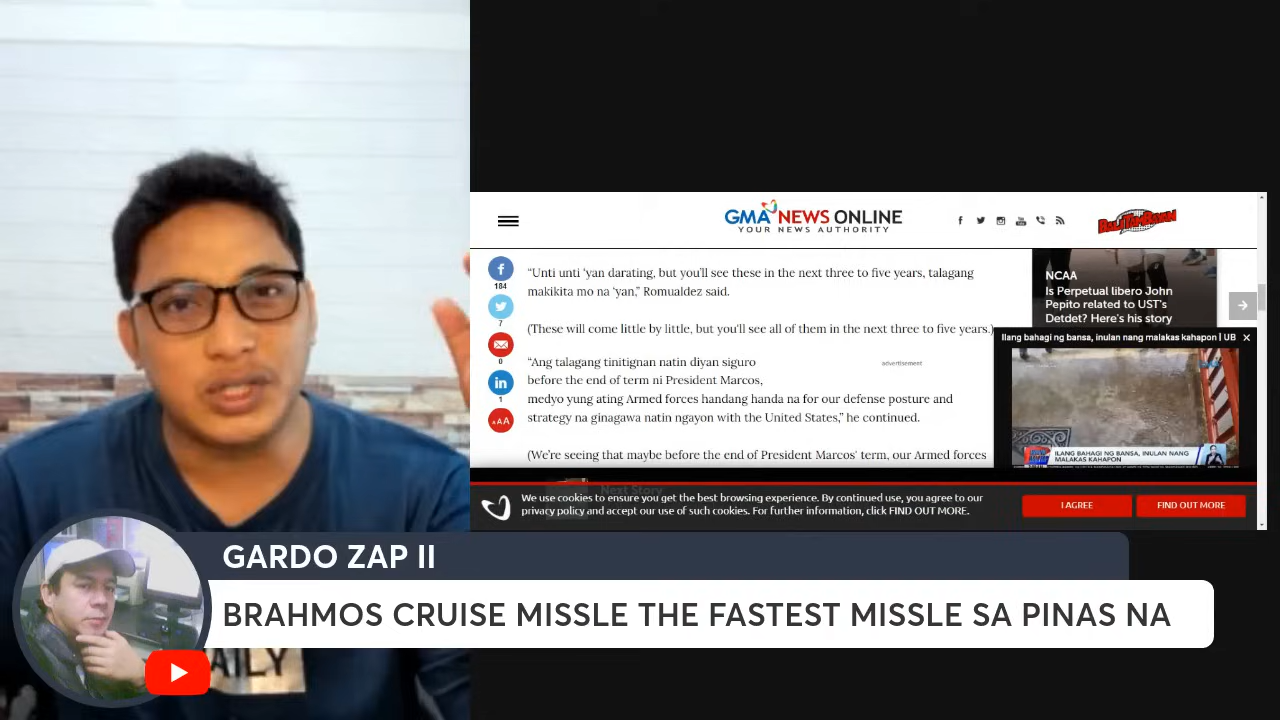 GMA NEWS ONLINE
YOUR NEWS AUTHORITY
BALITAMBAYAN
184
7
0
1
AAA
“Unti unti ‘yan darating, but you’ll see these in the next three to five years, talagang
makikita mo na ‘yan,” Romualdez said.
(These will come little by little, but you’ll see all of them in the next three to five years.)
“Ang talagang tinitignan natin diyan siguro
before the end of term ni President Marcos,
medyo yung ating Armed forces handang handa na for our defense posture and
strategy na ginagawa natin ngayon with the United States,” he continued.
(We’re seeing that maybe before the end of President Marcos’ term, our Armed forces
advertisement
NCAA
Is Perpetual libero John
Pepito related to UST’s
Detdet? Here’s his story
Ilang bahagi ng bansa, inulan nang malakas kahapon | UB
ILANG BAHAGI NG BANSA, INULAN NANG
MALAKAS KAHAPON
Next Story
We use cookies to ensure you get the best browsing experience. By continued use, you agree to our
privacy policy and accept our use of such cookies. For further information, click FIND OUT MORE.
I AGREE
FIND OUT MORE
GARDO ZAP II
BRAHMOS CRUISE MISSLE THE FASTEST MISSLE SA PINAS NA
AILY